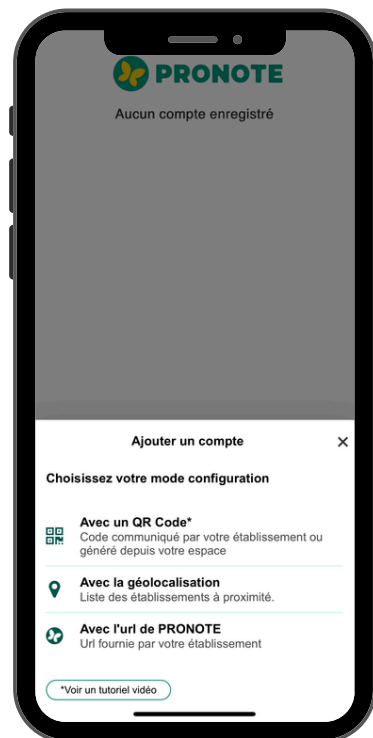 PRONOTE
Aucun compte enregistré
Ajouter un compte
Choisissez votre mode configuration
Avec un QR Code*
Code communiqué par votre établissement ou
généré depuis votre espace
Avec la géolocalisation
Liste des établissements à proximité.
Avec l'url de PRONOTE
Url fournie par votre établissement
*Voir un tutoriel vidéo